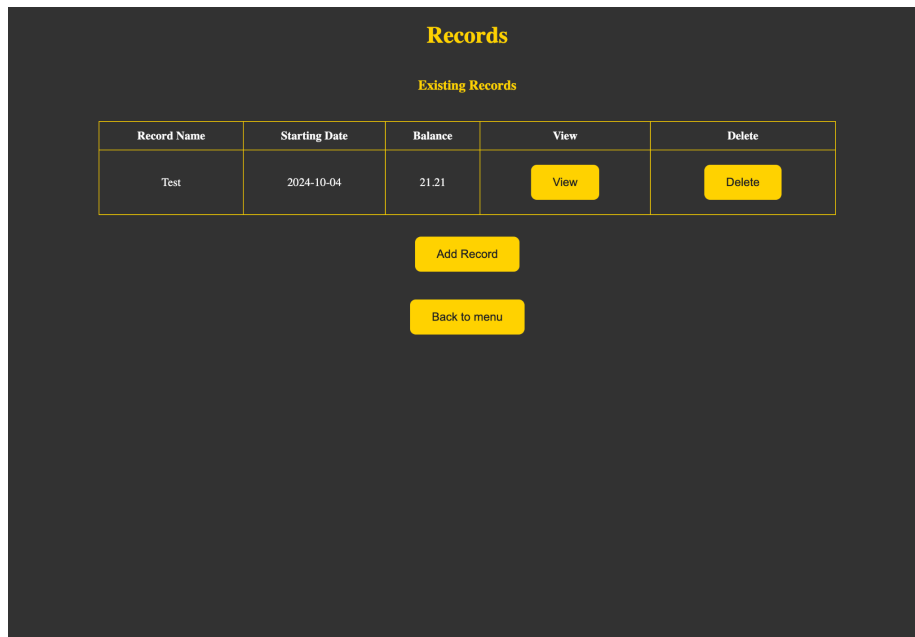 Records
Existing Records
Record Name Starting Date Balance View Delete
Test 2024-10-04 21.21 View Delete
Add Record
Back to menu